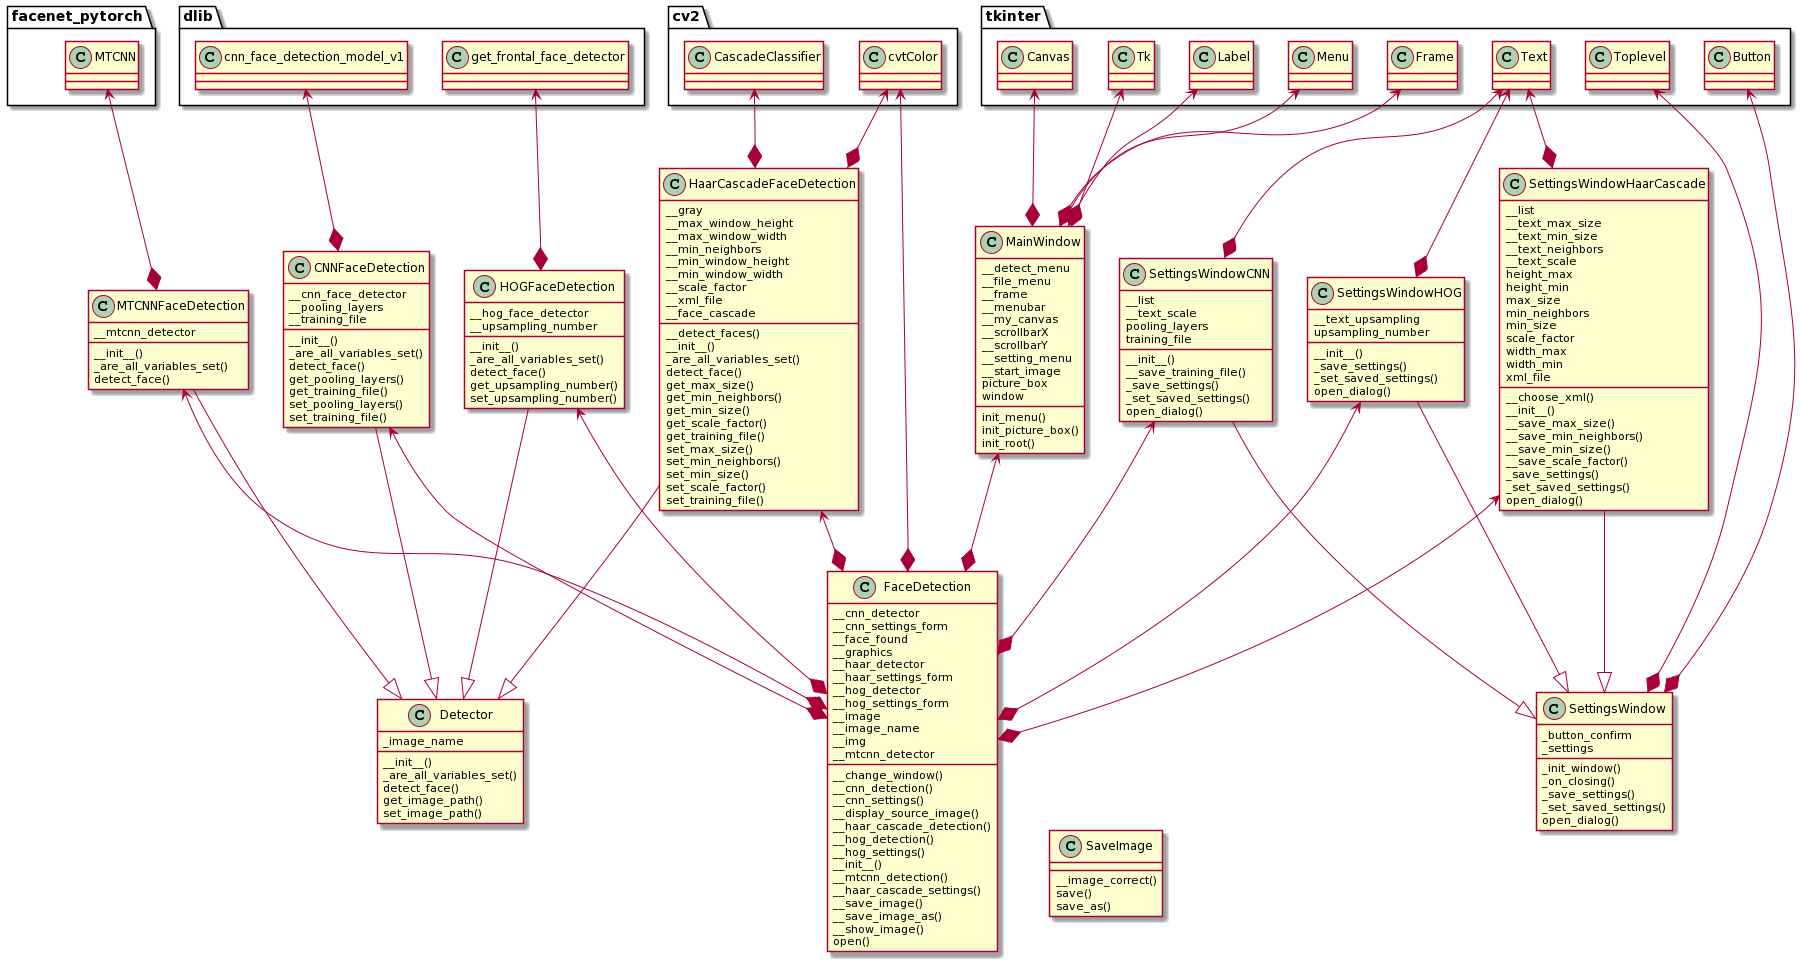 facenet_pytorch
C MTCNN
dlib
C cnn_face_detection_model_v1
C get_frontal_face_detector
cv2
C CascadeClassifier
C cvtColor
tkinter
C Canvas
C Tk
C Label
C Menu
C Frame
C Text
C Toplevel
C Button
C MTCNNFaceDetection
__mtcnn_detector
__init__()
_are_all_variables_set()
detect_face()
C CNNFaceDetection
__cnn_face_detector
__pooling_layers
__training_file
__init__()
_are_all_variables_set()
detect_face()
get_pooling_layers()
get_training_file()
set_pooling_layers()
set_training_file()
C HOGFaceDetection
__hog_face_detector
__upsampling_number
__init__()
_are_all_variables_set()
detect_face()
get_upsampling_number()
set_upsampling_number()
C HaarCascadeFaceDetection
__gray
__max_window_height
__max_window_width
__min_neighbors
__min_window_height
__min_window_width
__scale_factor
__xml_file
__face_cascade
__detect_faces()
__init__()
_are_all_variables_set()
detect_face()
get_max_size()
get_min_neighbors()
get_min_size()
get_scale_factor()
get_training_file()
set_max_size()
set_min_neighbors()
set_min_size()
set_scale_factor()
set_training_file()
C MainWindow
__detect_menu
__file_menu
__frame
__menubar
__my_canvas
__scrollbarX
__scrollbarY
__setting_menu
__start_image
picture_box
window
init_menu()
init_picture_box()
init_root()
C SettingsWindowCNN
__list
__text_scale
pooling_layers
training_file
__init__()
__save_training_file()
_save_settings()
_set_saved_settings()
open_dialog()
C SettingsWindowHOG
__text_upsampling
upsampling_number
__init__()
_save_settings()
_set_saved_settings()
open_dialog()
C SettingsWindowHaarCascade
__list
__text_max_size
__text_min_size
__text_neighbors
__text_scale
height_max
height_min
max_size
min_neighbors
min_size
scale_factor
width_max
width_min
xml_file
__choose_xml()
__init__()
__save_max_size()
__save_min_neighbors()
__save_min_size()
__save_scale_factor()
_save_settings()
_set_saved_settings()
open_dialog()
C Detector
_image_name
__init__()
_are_all_variables_set()
detect_face()
get_image_path()
set_image_path()
C FaceDetection
__cnn_detector
__cnn_settings_form
__face_found
__graphics
__haar_detector
__haar_settings_form
__hog_detector
__hog_settings_form
__image
__image_name
__img
__mtcnn_detector
__change_window()
__cnn_detection()
__cnn_settings()
__display_source_image()
__haar_cascade_detection()
__hog_detection()
__hog_settings()
__init__()
__mtcnn_detection()
__haar_cascade_settings()
__save_image()
__save_image_as()
__show_image()
open()
C SaveImage
__image_correct()
save()
save_as()
C SettingsWindow
_button_confirm
_settings
_init_window()
_on_closing()
_save_settings()
_set_saved_settings()
open_dialog()